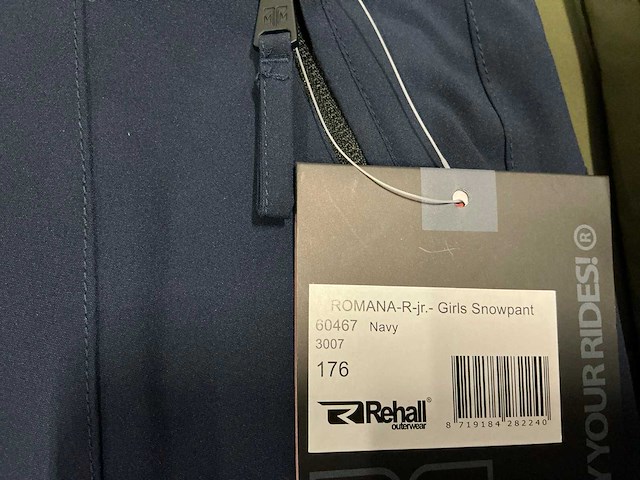 ROMANA-R-jr.- Girls Snowpant
60467 Navy
3007
176
Rehall®
outerwear
8 719184 282240
YOUR RIDES!®